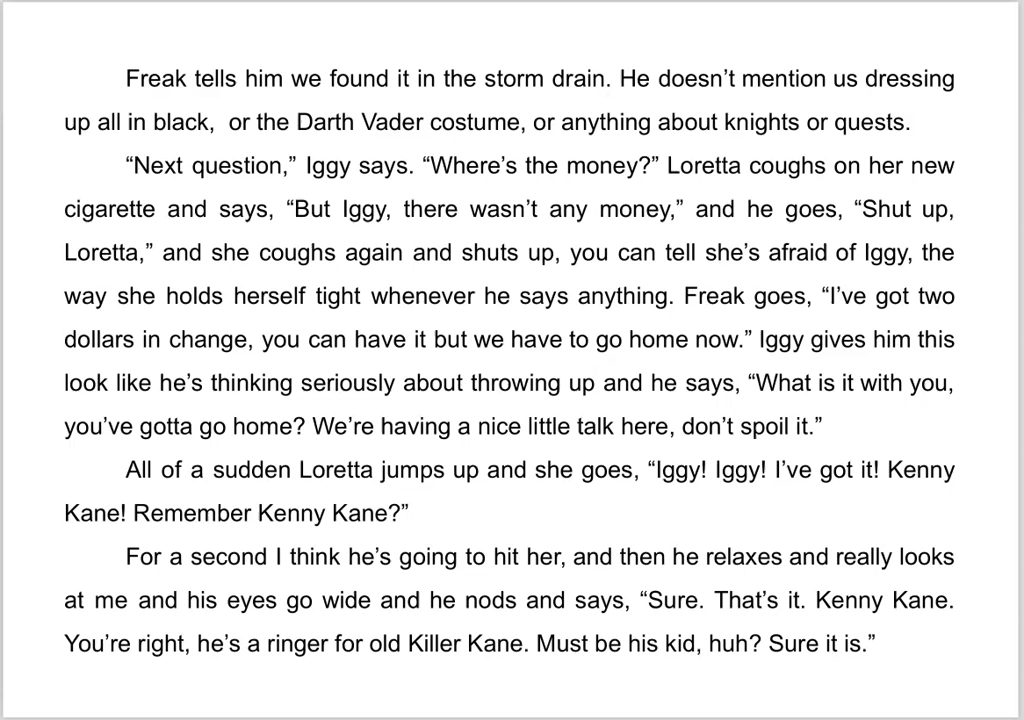 Freak tells him we found it in the storm drain. He doesn’t mention us dressing
up all in black,  or the Darth Vader costume, or anything about knights or quests.
“Next question,” Iggy says. “Where’s the money?” Loretta coughs on her new
cigarette and says, “But Iggy, there wasn’t any money,” and he goes, “Shut up,
Loretta,” and she coughs again and shuts up, you can tell she’s afraid of Iggy, the
way she holds herself tight whenever he says anything. Freak goes, “I’ve got two
dollars in change, you can have it but we have to go home now.” Iggy gives him this
look like he’s thinking seriously about throwing up and he says, “What is it with you,
you’ve gotta go home? We’re having a nice little talk here, don’t spoil it.”
All of a sudden Loretta jumps up and she goes, “Iggy! Iggy! I’ve got it! Kenny
Kane! Remember Kenny Kane?”
For a second I think he’s going to hit her, and then he relaxes and really looks
at me and his eyes go wide and he nods and says, “Sure. That’s it. Kenny Kane.
You’re right, he’s a ringer for old Killer Kane. Must be his kid, huh? Sure it is.”